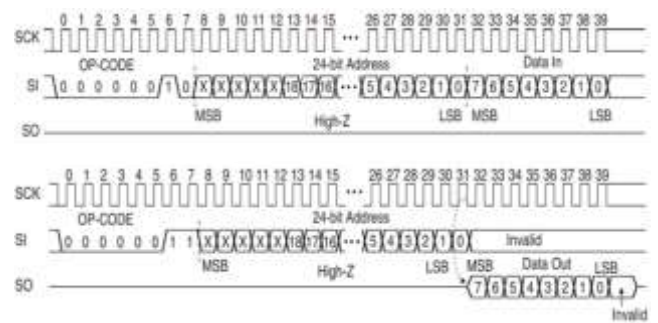 0 1 2 3 4 5 6 7 8 9 10 11 12 13 14 15 ... 26 27 28 29 30 31 32 33 34 35 36 37 38 39
SCK
OP-CODE 24-bit Address Data In
SI 0 0 0 0 0 0 1 0 X X X X X 18 17 16 ... 5 4 3 2 1 0 7 6 5 4 3 2 1 0
MSB High-Z LSB MSB LSB
SO
0 1 2 3 4 5 6 7 8 9 10 11 12 13 14 15 ... 26 27 28 29 30 31 32 33 34 35 36 37 38 39
SCK
OP-CODE 24-bit Address
SI 0 0 0 0 0 0 1 1 X X X X X 18 17 16 ... 5 4 3 2 1 0 Invalid
MSB High-Z LSB MSB Data Out LSB
SO 7 6 5 4 3 2 1 0
Invalid